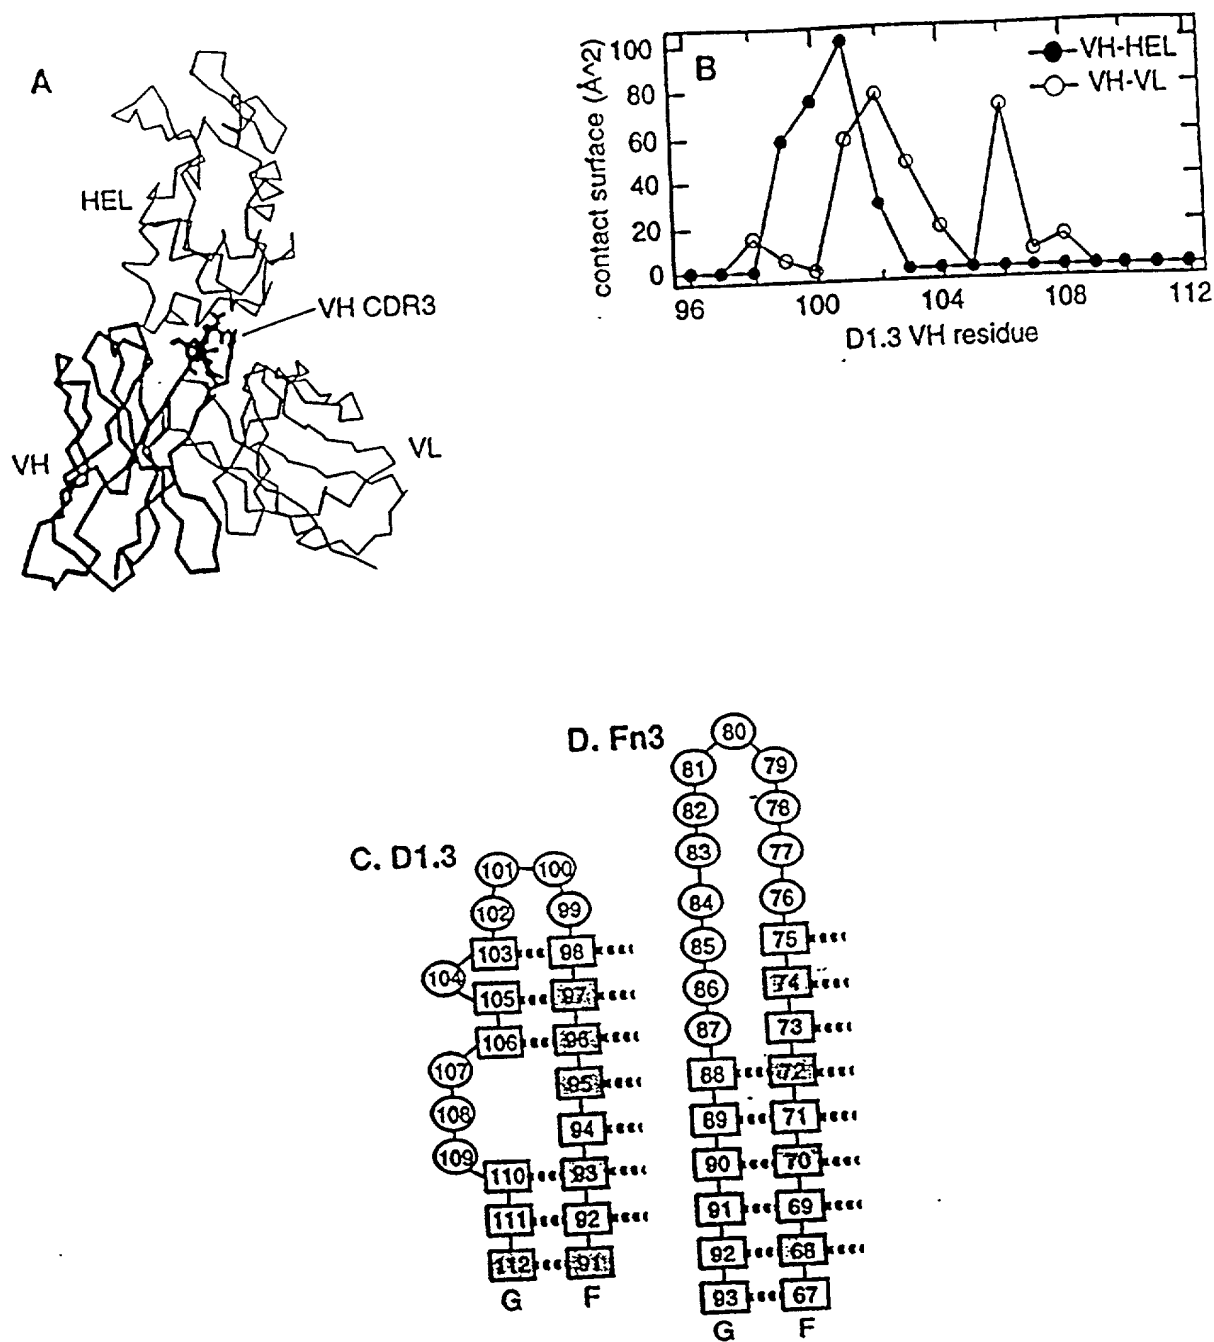 A
HEL
VH CDR3
VH
VL
B
VH-HEL
VH-VL
contact surface (Å^2)
100
80
60
40
20
0
96 100 104 108 112
D1.3 VH residue
C. D1.3
101 100
102 99
103 98
104
105 97
106 96
107 95
108 94
109
110 93
111 92
112 91
G F
D. Fn3
80
81 79
82 78
83 77
84 76
85 75
86 74
87 73
88 72
89 71
90 70
91 69
92 68
93 67
G F